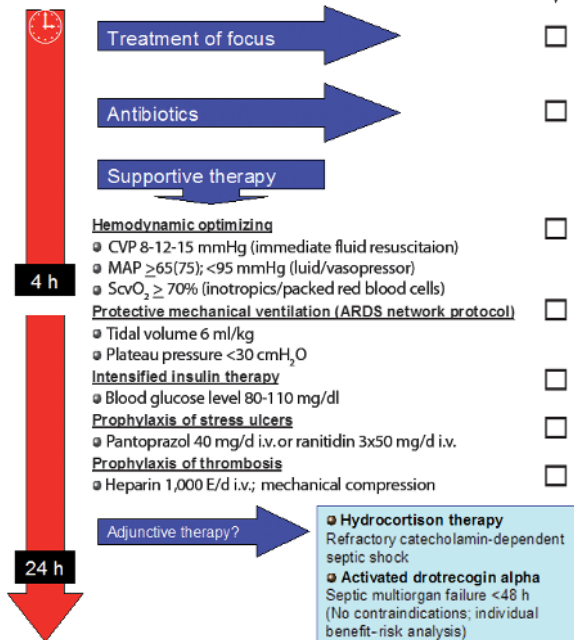 Treatment of focus
Antibiotics
Supportive therapy
Hemodynamic optimizing
CVP 8-12-15 mmHg (immediate fluid resuscitaion)
MAP ≥65(75); <95 mmHg (luid/vasopressor)
4 h
ScvO₂ ≥ 70% (inotropics/packed red blood cells)
Protective mechanical ventilation (ARDS network protocol)
Tidal volume 6 ml/kg
Plateau pressure <30 cmH₂O
Intensified insulin therapy
Blood glucose level 80-110 mg/dl
Prophylaxis of stress ulcers
Pantoprazol 40 mg/d i.v. or ranitidin 3x50 mg/d i.v.
Prophylaxis of thrombosis
Heparin 1,000 E/d i.v.; mechanical compression
Adjunctive therapy?
Hydrocortison therapy
Refractory catecholamin-dependent
septic shock
24 h
Activated drotrecogin alpha
Septic multiorgan failure <48 h
(No contraindications; individual
benefit-risk analysis)